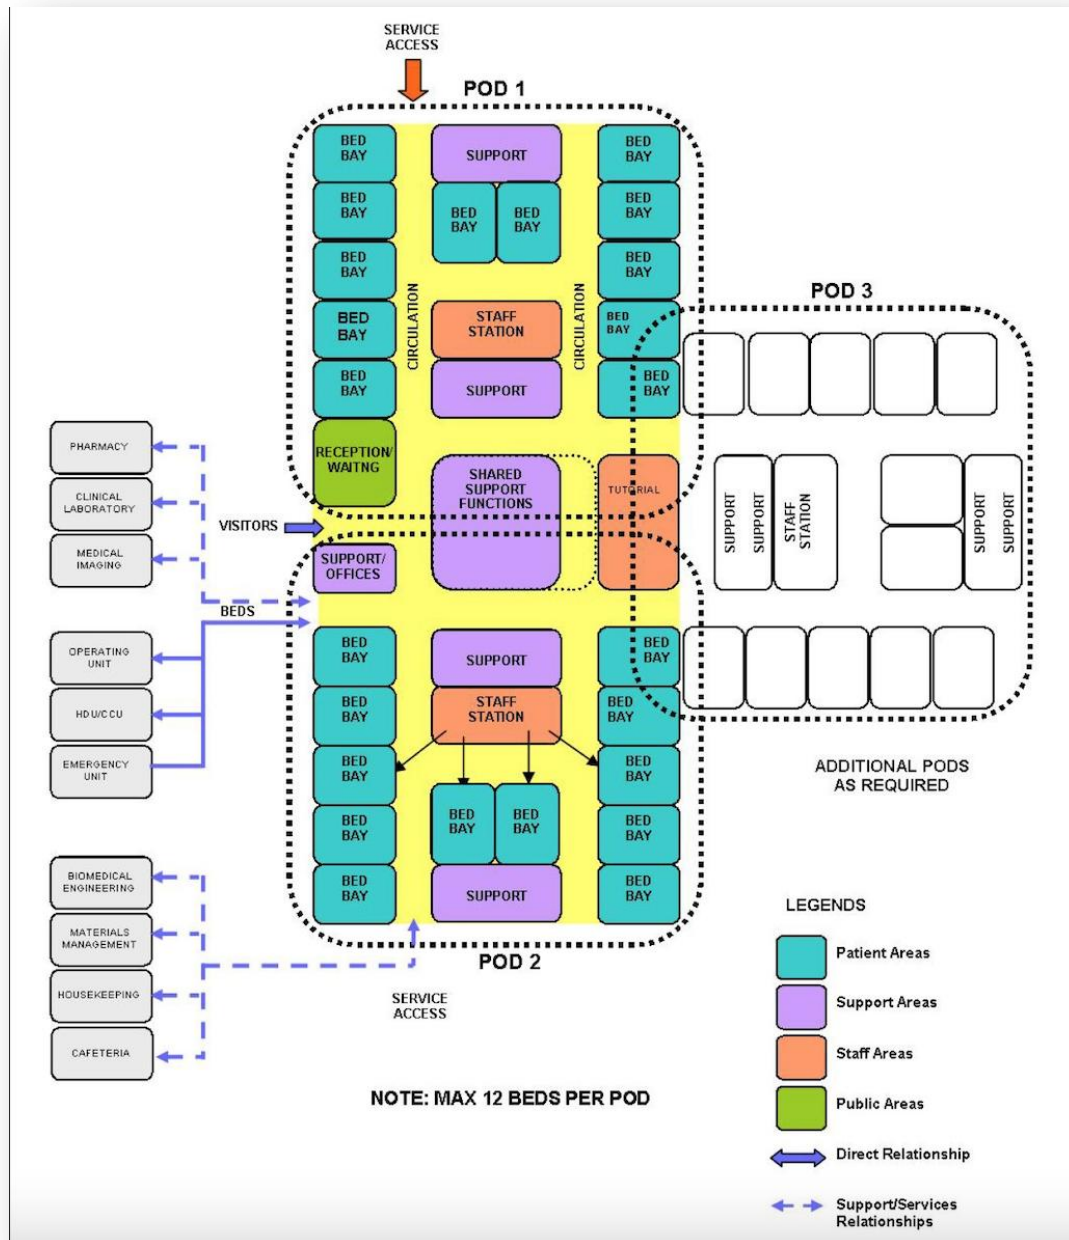 SERVICE
ACCESS
POD 1
BED
BAY
SUPPORT
BED
BAY
BED
BAY
BED
BAY
BED
BAY
BED
BAY
BED
BAY
BED
BAY
CIRCULATION
CIRCULATION
POD 3
BED
BAY
STAFF
STATION
BED
BAY
BED
BAY
SUPPORT
BED
BAY
RECEPTION/
WAITNG
SHARED
SUPPORT
FUNCTIONS
TUTORIAL
SUPPORT
SUPPORT
STAFF
STATION
SUPPORT
SUPPORT
PHARMACY
CLINICAL
LABORATORY
MEDICAL
IMAGING
VISITORS
SUPPORT/
OFFICES
BEDS
OPERATING
UNIT
HDU/CCU
EMERGENCY
UNIT
BED
BAY
SUPPORT
BED
BAY
BED
BAY
STAFF
STATION
BED
BAY
BED
BAY
BED
BAY
BED
BAY
BED
BAY
BED
BAY
BED
BAY
BED
BAY
SUPPORT
BED
BAY
ADDITIONAL PODS
AS REQUIRED
BIOMEDICAL
ENGINEERING
MATERIALS
MANAGEMENT
HOUSEKEEPING
CAFETERIA
POD 2
SERVICE
ACCESS
NOTE: MAX 12 BEDS PER POD
LEGENDS
Patient Areas
Support Areas
Staff Areas
Public Areas
Direct Relationship
Support/Services
Relationships